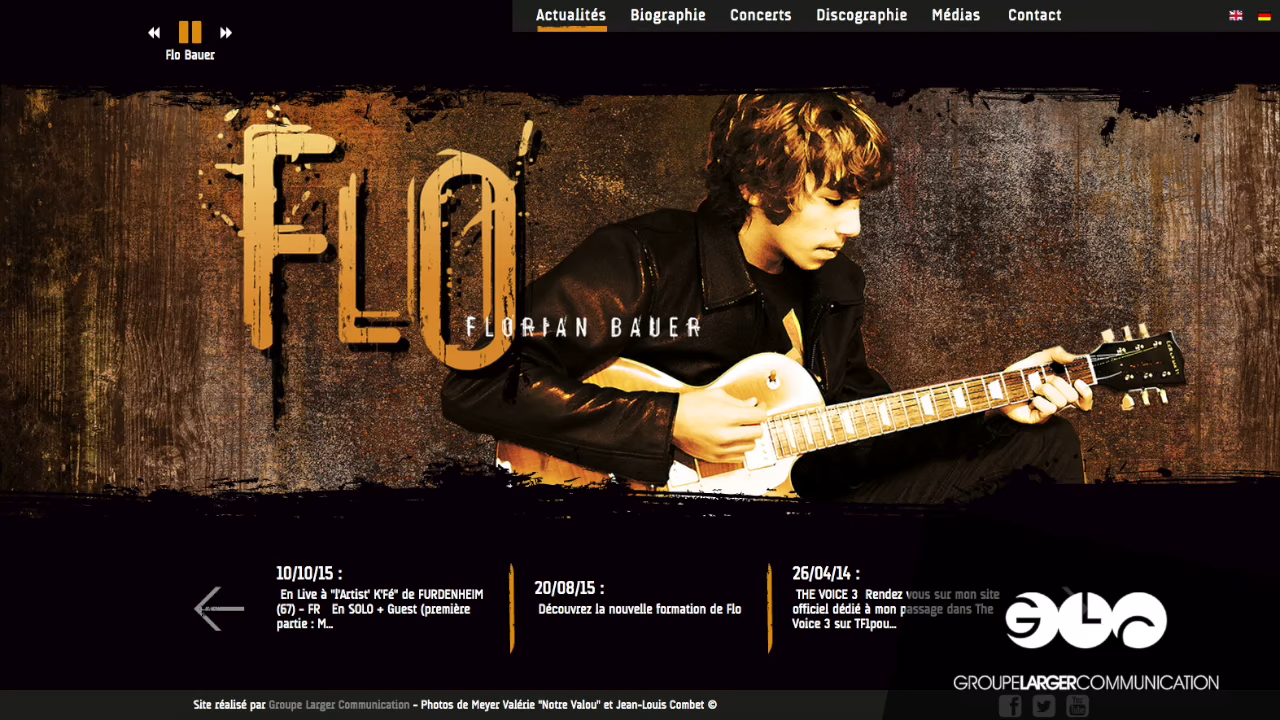 Actualités Biographie Concerts Discographie Médias Contact
Flo Bauer
FLO
FLORIAN BAUER
10/10/15 :
En Live à "l'Artist' K'Fé" de FURDENHEIM
(67) - FR En SOLO + Guest (première
partie : M...
20/08/15 :
Découvrez la nouvelle formation de Flo
26/04/14 :
THE VOICE 3 Rendez vous sur mon site
officiel dédié à mon passage dans The
Voice 3 sur TF1pou...
GROUPELARGERCOMMUNICATION
Site réalisé par Groupe Larger Communication - Photos de Meyer Valérie "Notre Valou" et Jean-Louis Combet ©